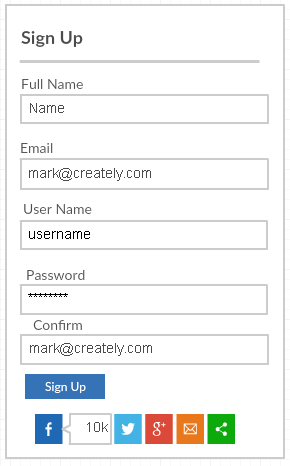 Sign Up
Full Name
Name
Email
mark@creately.com
User Name
username
Password
********
Confirm
mark@creately.com
Sign Up
f 10k g+